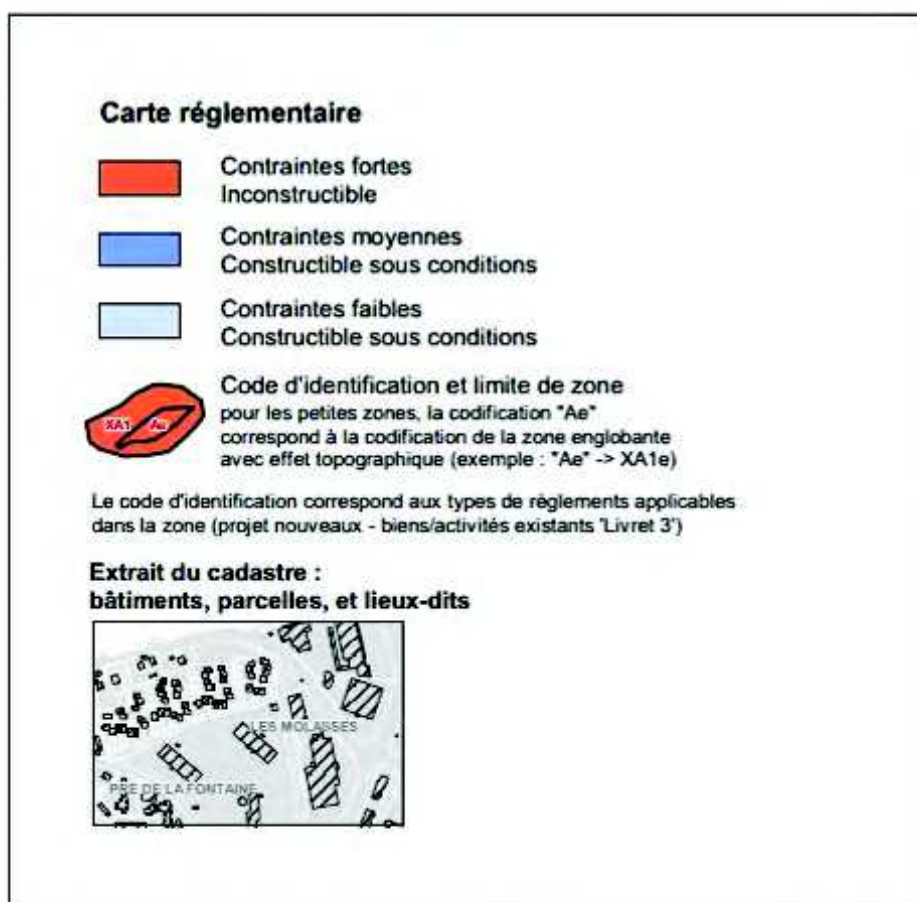 Carte réglementaire
Contraintes fortes
Inconstructible
Contraintes moyennes
Constructible sous conditions
Contraintes faibles
Constructible sous conditions
Code d'identification et limite de zone
pour les petites zones, la codification "Ae"
correspond à la codification de la zone englobante
avec effet topographique (exemple : "Ae" -> XA1e)
XA1 Ae
Le code d'identification correspond aux types de règlements applicables
dans la zone (projet nouveaux - biens/activités existants 'Livret 3')
Extrait du cadastre :
bâtiments, parcelles, et lieux-dits
LES MOLASSES
PRE DE LA FONTAINE